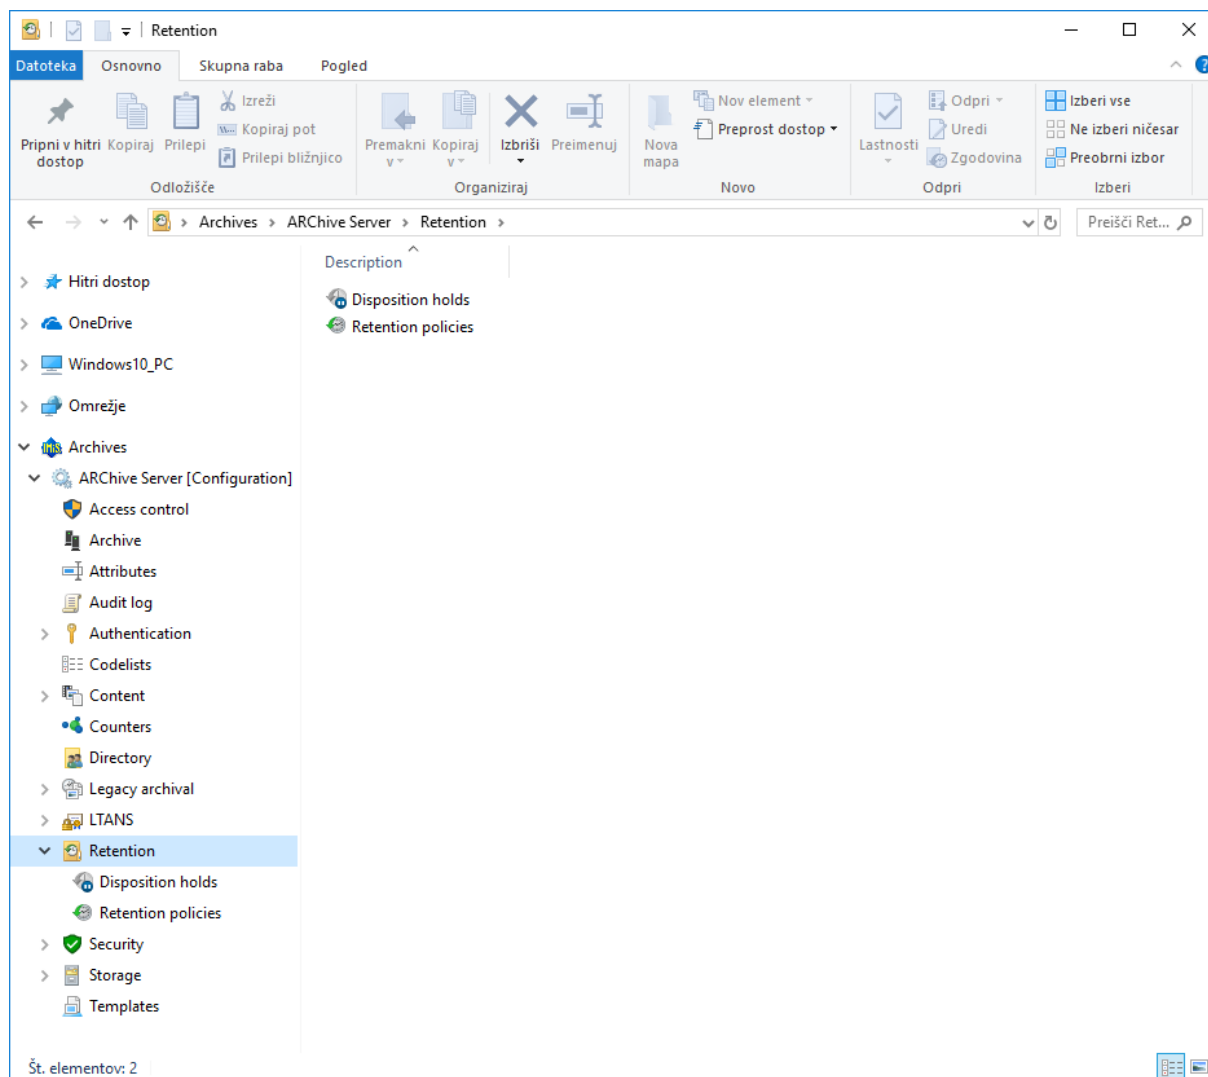 Retention
Datoteka Osnovno Skupna raba Pogled
Pripni v hitri dostop
Kopiraj
Prilepi
Izreži
Kopiraj pot
Prilepi bližnjico
Odložišče
Premakni v
Kopiraj v
Izbriši
Preimenuj
Organiziraj
Nova mapa
Nov element
Preprost dostop
Novo
Lastnosti
Odpri
Uredi
Zgodovina
Odpri
Izberi vse
Ne izberi ničesar
Preobrni izbor
Izberi
Archives > ARChive Server > Retention >
Preišči Ret...
Hitri dostop
OneDrive
Windows10_PC
Omrežje
Archives
ARChive Server [Configuration]
Access control
Archive
Attributes
Audit log
Authentication
Codelists
Content
Counters
Directory
Legacy archival
LTANS
Retention
Disposition holds
Retention policies
Security
Storage
Templates
Description
Disposition holds
Retention policies
Št. elementov: 2